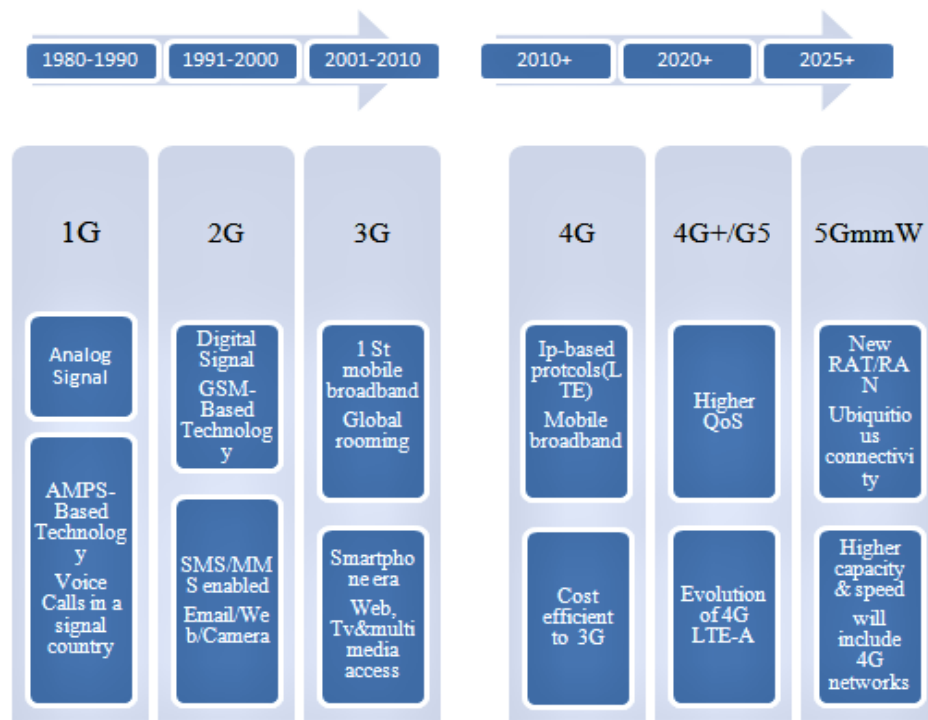 1980-1990
1991-2000
2001-2010
2010+
2020+
2025+
1G
Analog
Signal
AMPS-
Based
Technolog
y
Voice
Calls in a
signal
country
2G
Digital
Signal
GSM-
Based
Technolog
y
SMS/MM
S enabled
Email/We
b/Camera
3G
1 St
mobile
broadband
Global
rooming
Smartpho
ne era
Web,
Tv&multi
media
access
4G
Ip-based
protcols(L
TE)
Mobile
broadband
Cost
efficient
to 3G
4G+/G5
Higher
QoS
Evolution
of 4G
LTE-A
5GmmW
New
RAT/RA
N
Ubiquitio
us
connectivi
ty
Higher
capacity
& speed
will
include
4G
networks